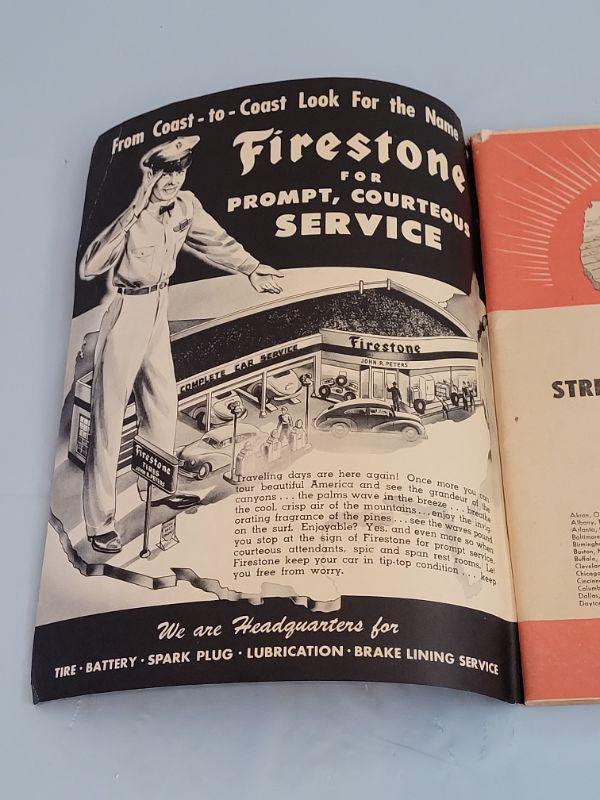 From Coast-to-Coast Look For the Name
Firestone
FOR
PROMPT, COURTEOUS
SERVICE
COMPLETE CAR SERVICE
Firestone
JOHN R. PETERS
Firestone
TIRES
JOHN R. PETERS
Traveling days are here again! Once more you can
tour beautiful America and see the grandeur of the
canyons . . . the palms wave in the breeze . . . breathe
the cool, crisp air of the mountains . . . enjoy the invig-
orating fragrance of the pines . . . see the waves pound
on the surf. Enjoyable? Yes, and even more so when
you stop at the sign of Firestone for prompt service,
courteous attendants, spic and span rest rooms. Let
Firestone keep your car in tip-top condition . . . keep
you free from worry.
We are Headquarters for
TIRE · BATTERY · SPARK PLUG · LUBRICATION · BRAKE LINING SERVICE
STRE
Akron, O
Albany,
Atlanta,
Baltimore
Birmingh
Boston,
Buffalo,
Clevelan
Chicago
Cincinn
Columb
Dallas,
Dayto